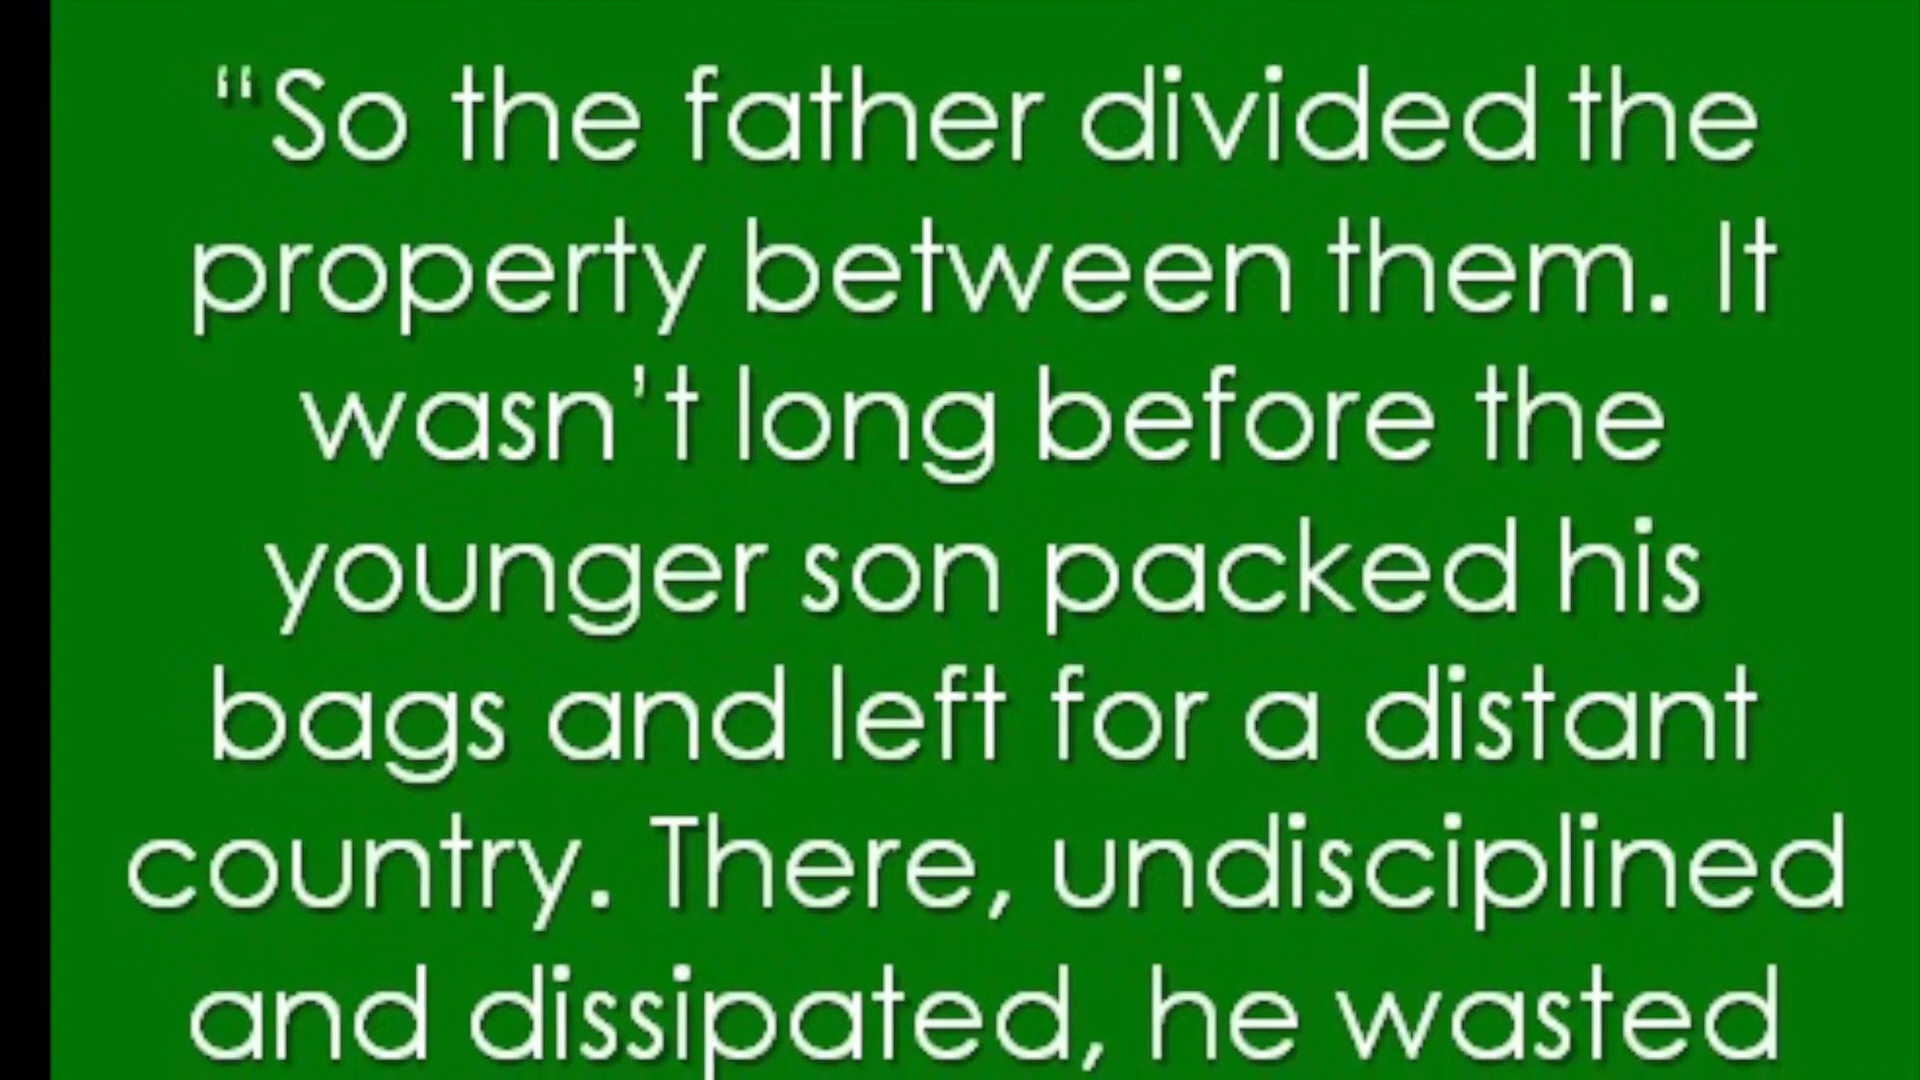 “So the father divided the
property between them. It
wasn’t long before the
younger son packed his
bags and left for a distant
country. There, undisciplined
and dissipated, he wasted